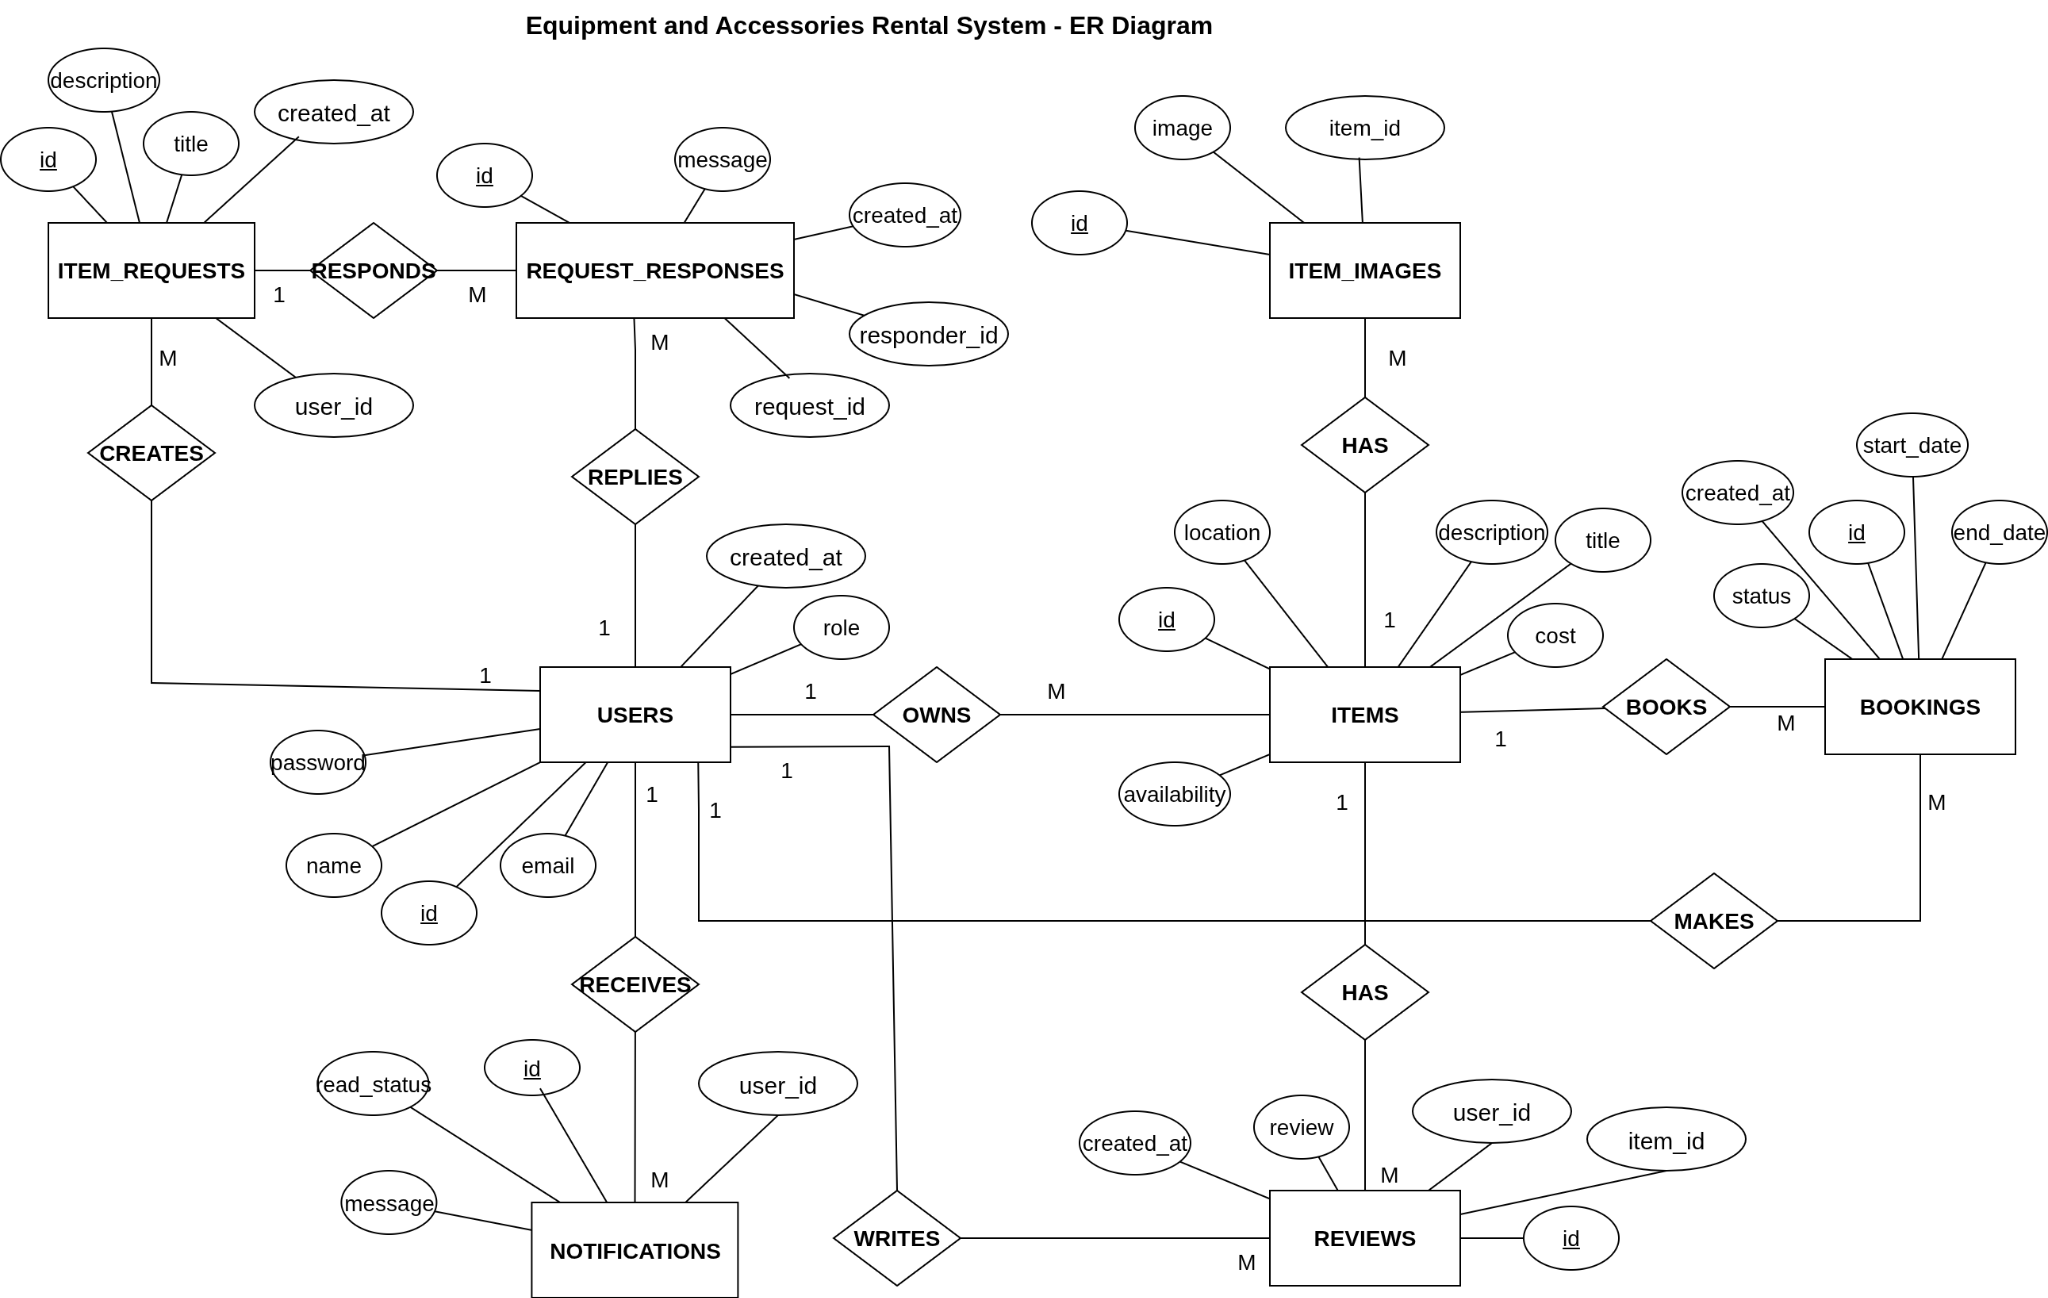 Equipment and Accessories Rental System - ER Diagram
description
created_at
title
id
id
message
created_at
image
item_id
id
ITEM_REQUESTS
RESPONDS
REQUEST_RESPONSES
ITEM_IMAGES
1
M
M
M
M
responder_id
user_id
request_id
CREATES
REPLIES
HAS
start_date
created_at
location
description
title
id
end_date
created_at
status
id
role
cost
1
1
1
1
M
USERS
OWNS
ITEMS
BOOKS
BOOKINGS
1
M
password
1
1
1
availability
1
M
name
email
id
MAKES
RECEIVES
HAS
read_status
id
user_id
message
M
created_at
review
user_id
item_id
M
NOTIFICATIONS
WRITES
REVIEWS
id
M